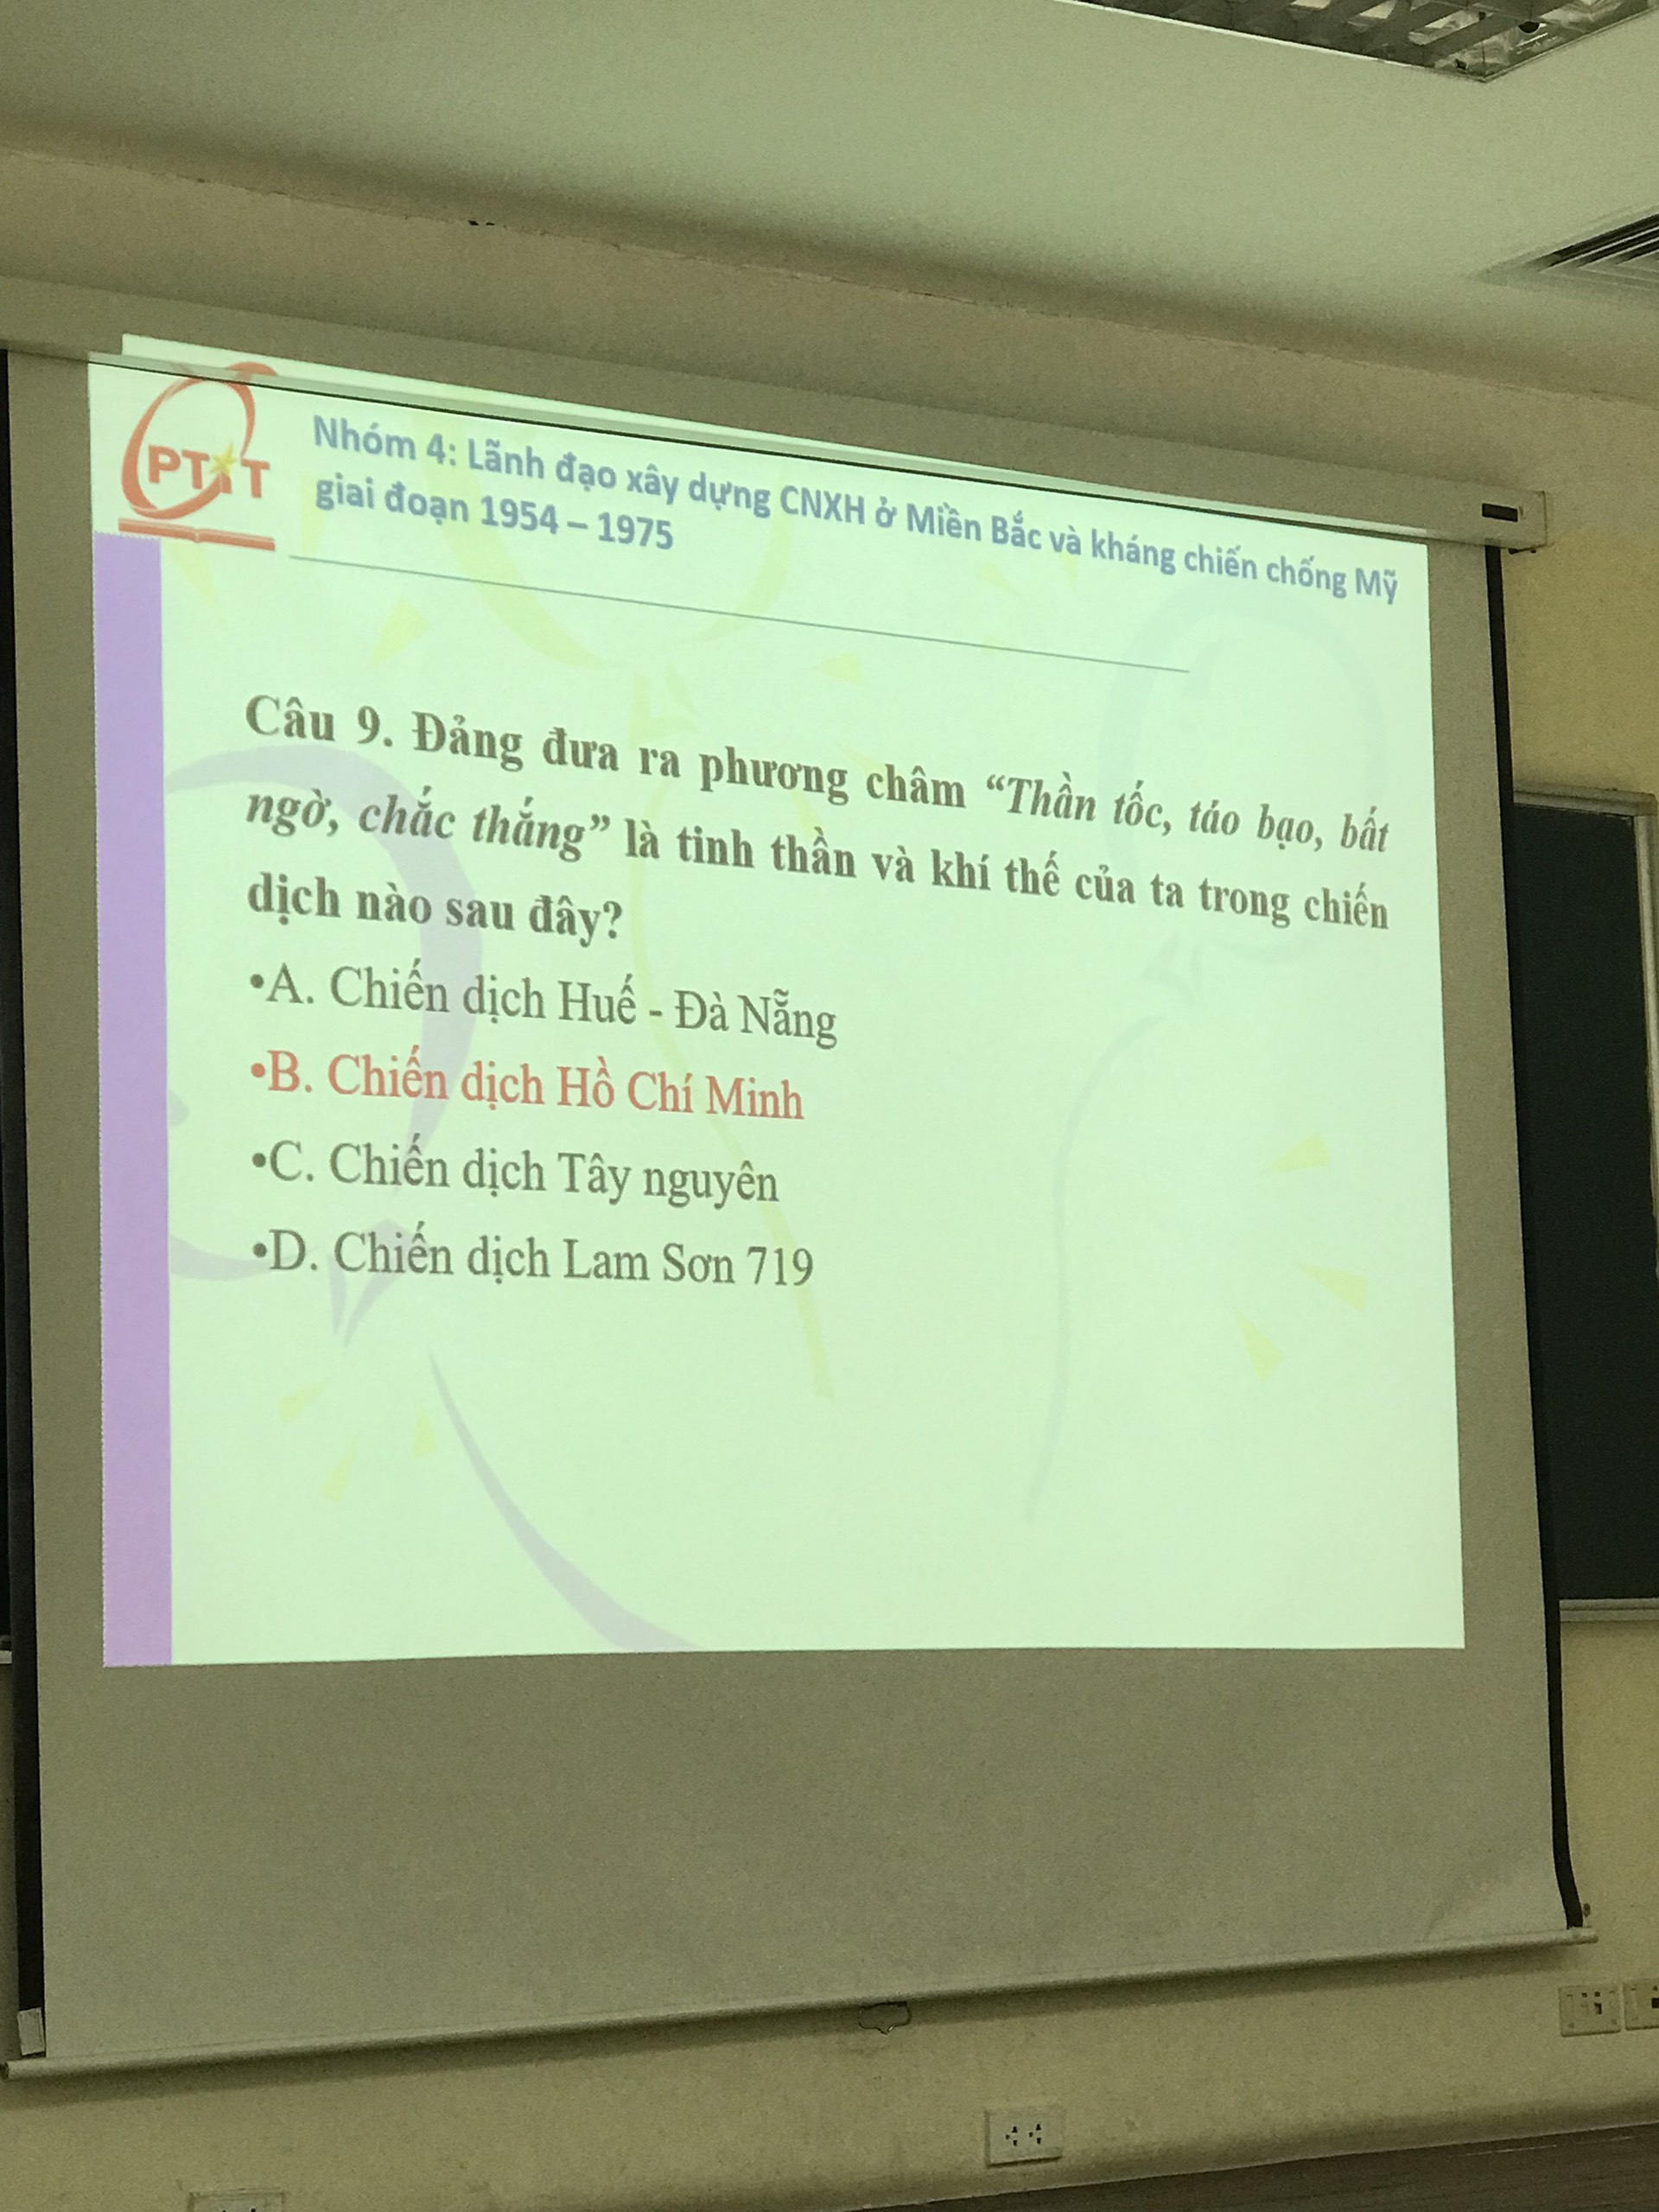 PTiT
Nhóm 4: Lãnh đạo xây dựng CNXH ở Miền Bắc và kháng chiến chống Mỹ
giai đoạn 1954 – 1975
Câu 9. Đảng đưa ra phương châm “Thần tốc, táo bạo, bất
ngờ, chắc thắng” là tinh thần và khí thế của ta trong chiến
dịch nào sau đây?
•A. Chiến dịch Huế - Đà Nẵng
•B. Chiến dịch Hồ Chí Minh
•C. Chiến dịch Tây nguyên
•D. Chiến dịch Lam Sơn 719